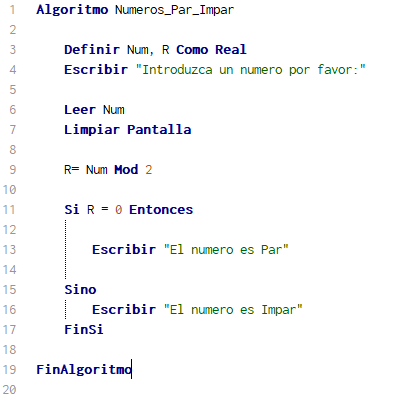 1 Algoritmo Numeros_Par_Impar
2
3 Definir Num, R Como Real
4 Escribir "Introduzca un numero por favor:"
5
6 Leer Num
7 Limpiar Pantalla
8
9 R= Num Mod 2
10
11 Si R = 0 Entonces
12
13 Escribir "El numero es Par"
14
15 Sino
16 Escribir "El numero es Impar"
17 FinSi
18
19 FinAlgoritmo
20